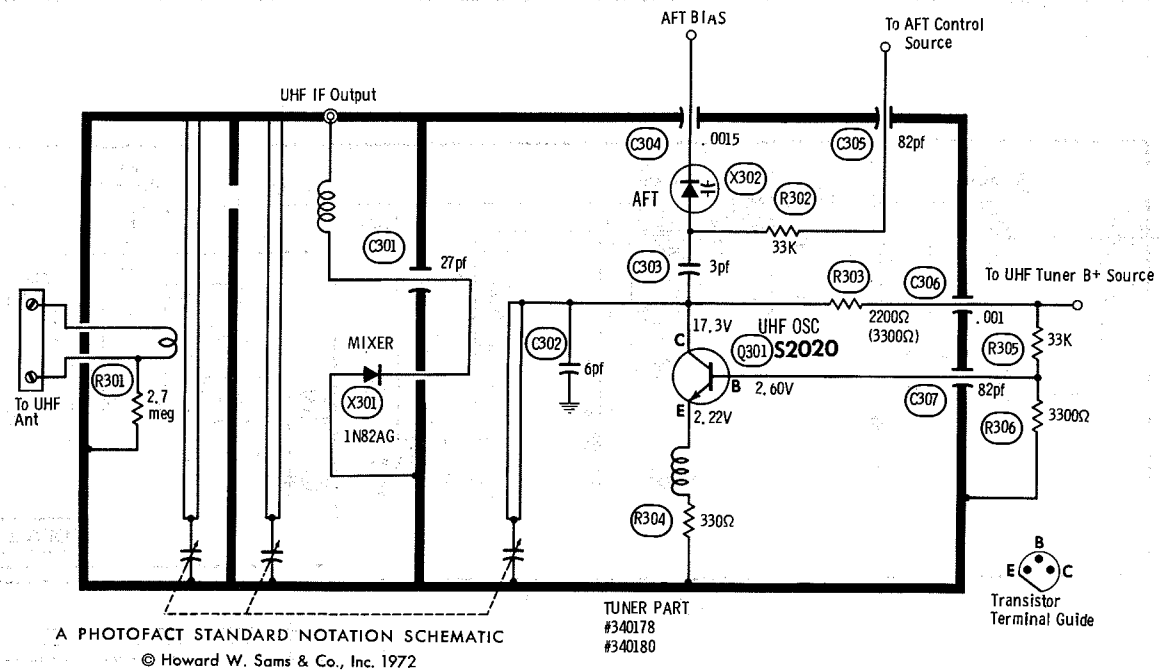 AFT BIAS
To AFT Control
Source
UHF IF Output
C304
.0015
C305
82pf
X302
AFT
R302
33K
C301
27pf
C303
3pf
R303
2200Ω
(3300Ω)
C306
.001
To UHF Tuner B+ Source
MIXER
C302
6pf
17.3V
UHF OSC
C
Q301
S2020
B
2.60V
E
2.22V
R305
33K
C307
82pf
R306
3300Ω
R301
2.7
meg
To UHF
Ant
X301
1N82AG
R304
330Ω
B
E
C
Transistor
Terminal Guide
TUNER PART
#340178
#340180
A PHOTOFACT STANDARD NOTATION SCHEMATIC
© Howard W. Sams & Co., Inc. 1972